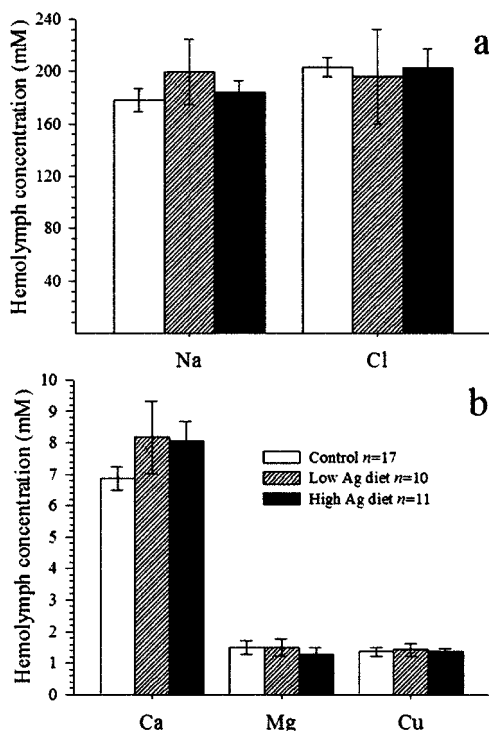 a
Hemolymph concentration (mM)
240
200
160
120
80
40
Na Cl
b
Hemolymph concentration (mM)
10
9
8
7
6
5
4
3
2
1
0
Control n=17
Low Ag diet n=10
High Ag diet n=11
Ca Mg Cu